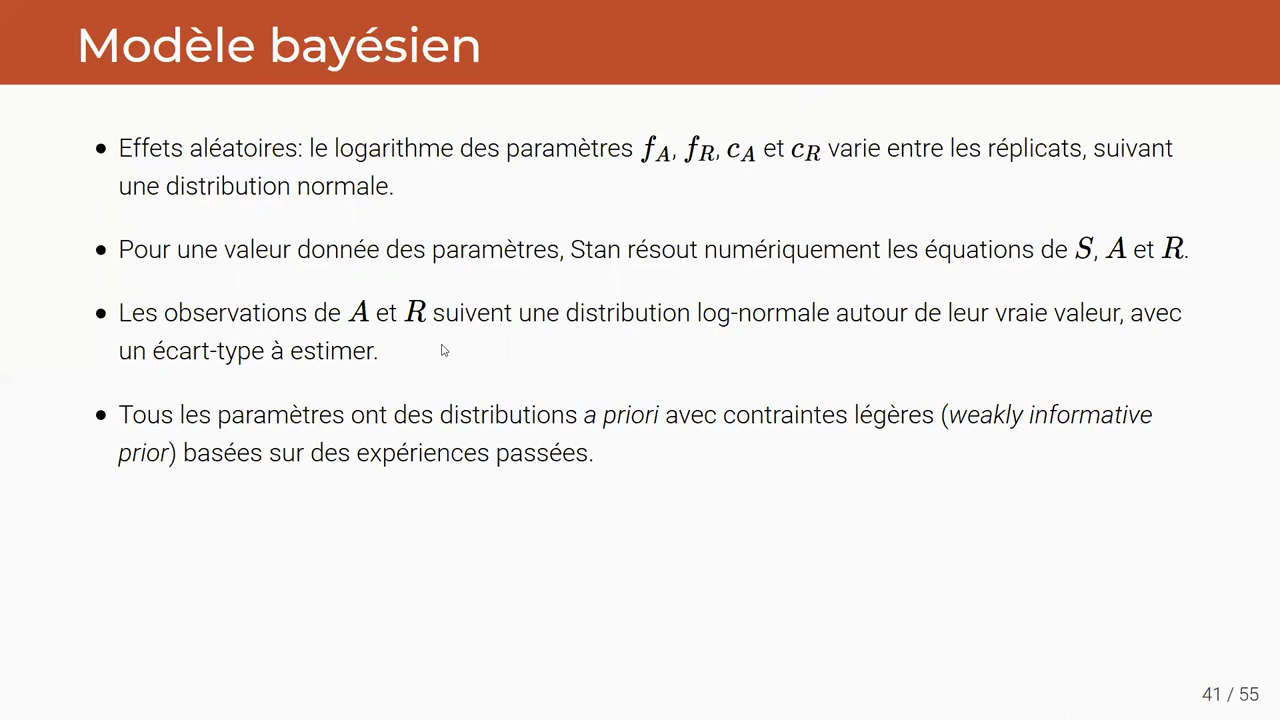 Modèle bayésien
• Effets aléatoires: le logarithme des paramètres f_A, f_R, c_A et c_R varie entre les réplicats, suivant
une distribution normale.
• Pour une valeur donnée des paramètres, Stan résout numériquement les équations de S, A et R.
• Les observations de A et R suivent une distribution log-normale autour de leur vraie valeur, avec
un écart-type à estimer.
• Tous les paramètres ont des distributions a priori avec contraintes légères (weakly informative
prior) basées sur des expériences passées.
41 / 55